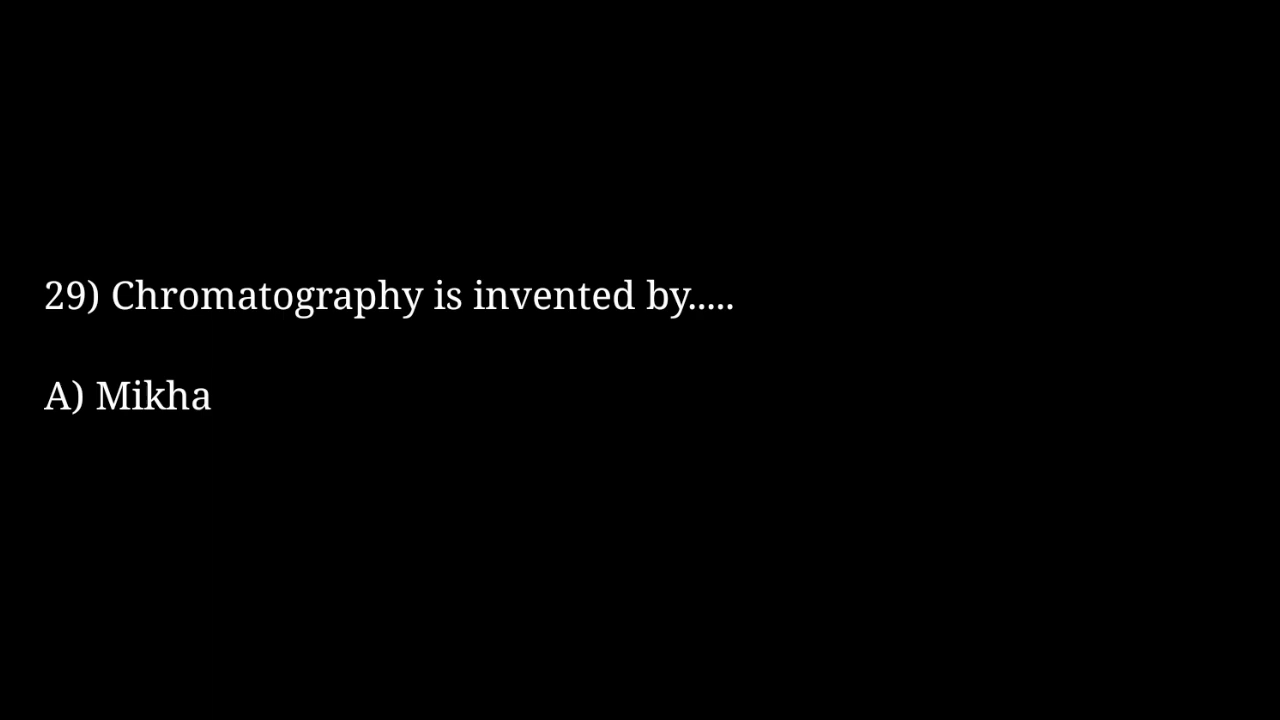 29) Chromatography is invented by.....
A) Mikha